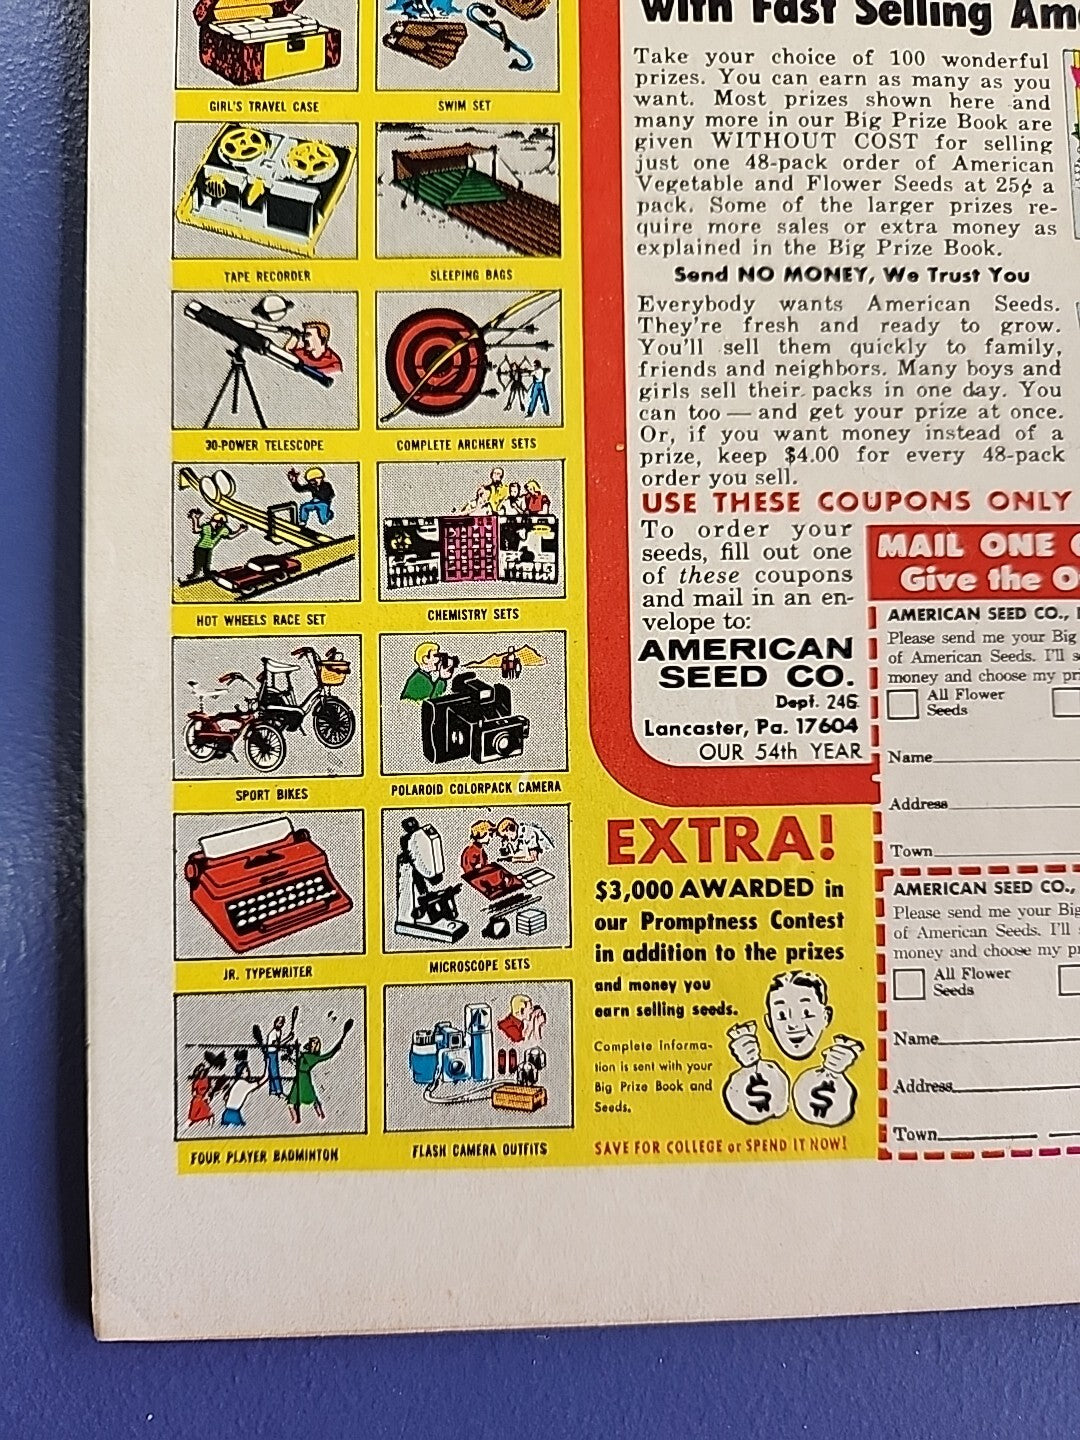 GIRL'S TRAVEL CASE
SWIM SET
TAPE RECORDER
SLEEPING BAGS
30-POWER TELESCOPE
COMPLETE ARCHERY SETS
HOT WHEELS RACE SET
CHEMISTRY SETS
SPORT BIKES
POLAROID COLORPACK CAMERA
JR. TYPEWRITER
MICROSCOPE SETS
FOUR PLAYER BADMINTON
FLASH CAMERA OUTFITS
with Fast Selling
Take your choice of 100 wonderful
prizes. You can earn as many as you
want. Most prizes shown here and
many more in our Big Prize Book are
given WITHOUT COST for selling
just one 48-pack order of American
Vegetable and Flower Seeds at 25¢ a
pack. Some of the larger prizes re-
quire more sales or extra money as
explained in the Big Prize Book.
Send NO MONEY, We Trust You
Everybody wants American Seeds.
They're fresh and ready to grow.
You'll sell them quickly to family,
friends and neighbors. Many boys and
girls sell their packs in one day. You
can too — and get your prize at once.
Or, if you want money instead of a
prize, keep $4.00 for every 48-pack
order you sell.
USE THESE COUPONS ONLY
To order your
seeds, fill out one
of these coupons
and mail in an en-
velope to:
AMERICAN
SEED CO.
Dept. 246
Lancaster, Pa. 17604
OUR 54th YEAR
EXTRA!
$3,000 AWARDED in
our Promptness Contest
in addition to the prizes
and money you
earn selling seeds.
Complete Informa-
tion is sent with your
Big Prize Book and
Seeds.
$ $
SAVE FOR COLLEGE or SPEND IT NOW!
MAIL ONE
Give the
AMERICAN SEED CO.,
Please send me your Big
of American Seeds. I'll
money and choose my
All Flower
Seeds
Name
Address
Town
AMERICAN SEED CO.,
Please send me your Big
of American Seeds. I'll
money and choose my
All Flower
Seeds
Name
Address
Town